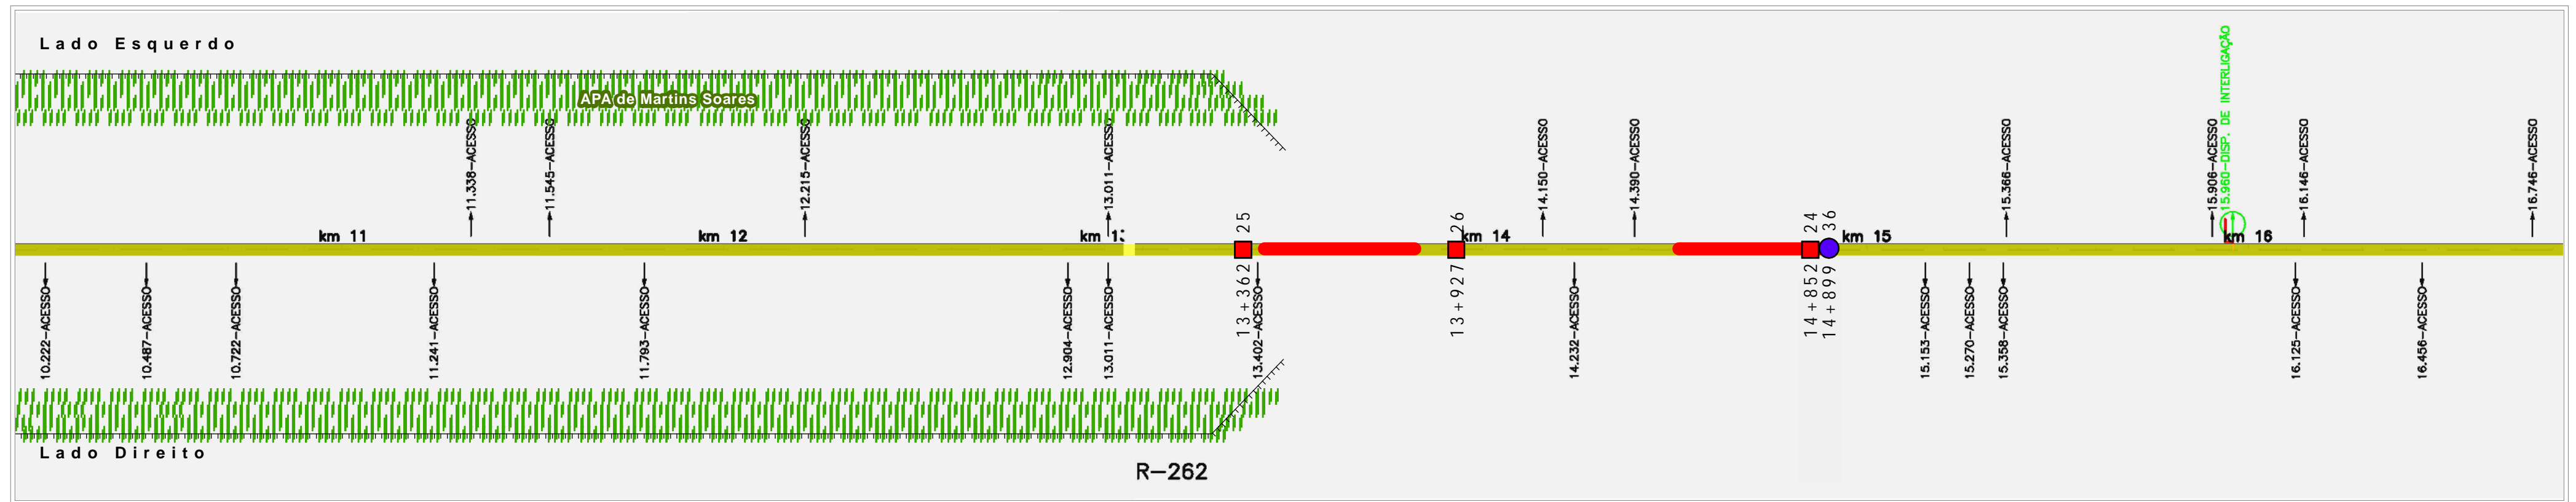 Lado Esquerdo
APA de Martins Soares
11.338-ACESSO
11.545-ACESSO
12.215-ACESSO
13.011-ACESSO
14.150-ACESSO
14.390-ACESSO
15.366-ACESSO
15.906-ACESSO
15.960-DISP. DE INTERLIGAÇÃO
16.146-ACESSO
16.746-ACESSO
25
26
24
36
km 11
km 12
km 13
km 14
km 15
km 16
13+362
13+927
14+852
14+899
10.222-ACESSO
10.487-ACESSO
10.722-ACESSO
11.241-ACESSO
11.793-ACESSO
12.904-ACESSO
13.011-ACESSO
13.402-ACESSO
14.232-ACESSO
15.153-ACESSO
15.270-ACESSO
15.358-ACESSO
16.125-ACESSO
16.456-ACESSO
Lado Direito
R-262